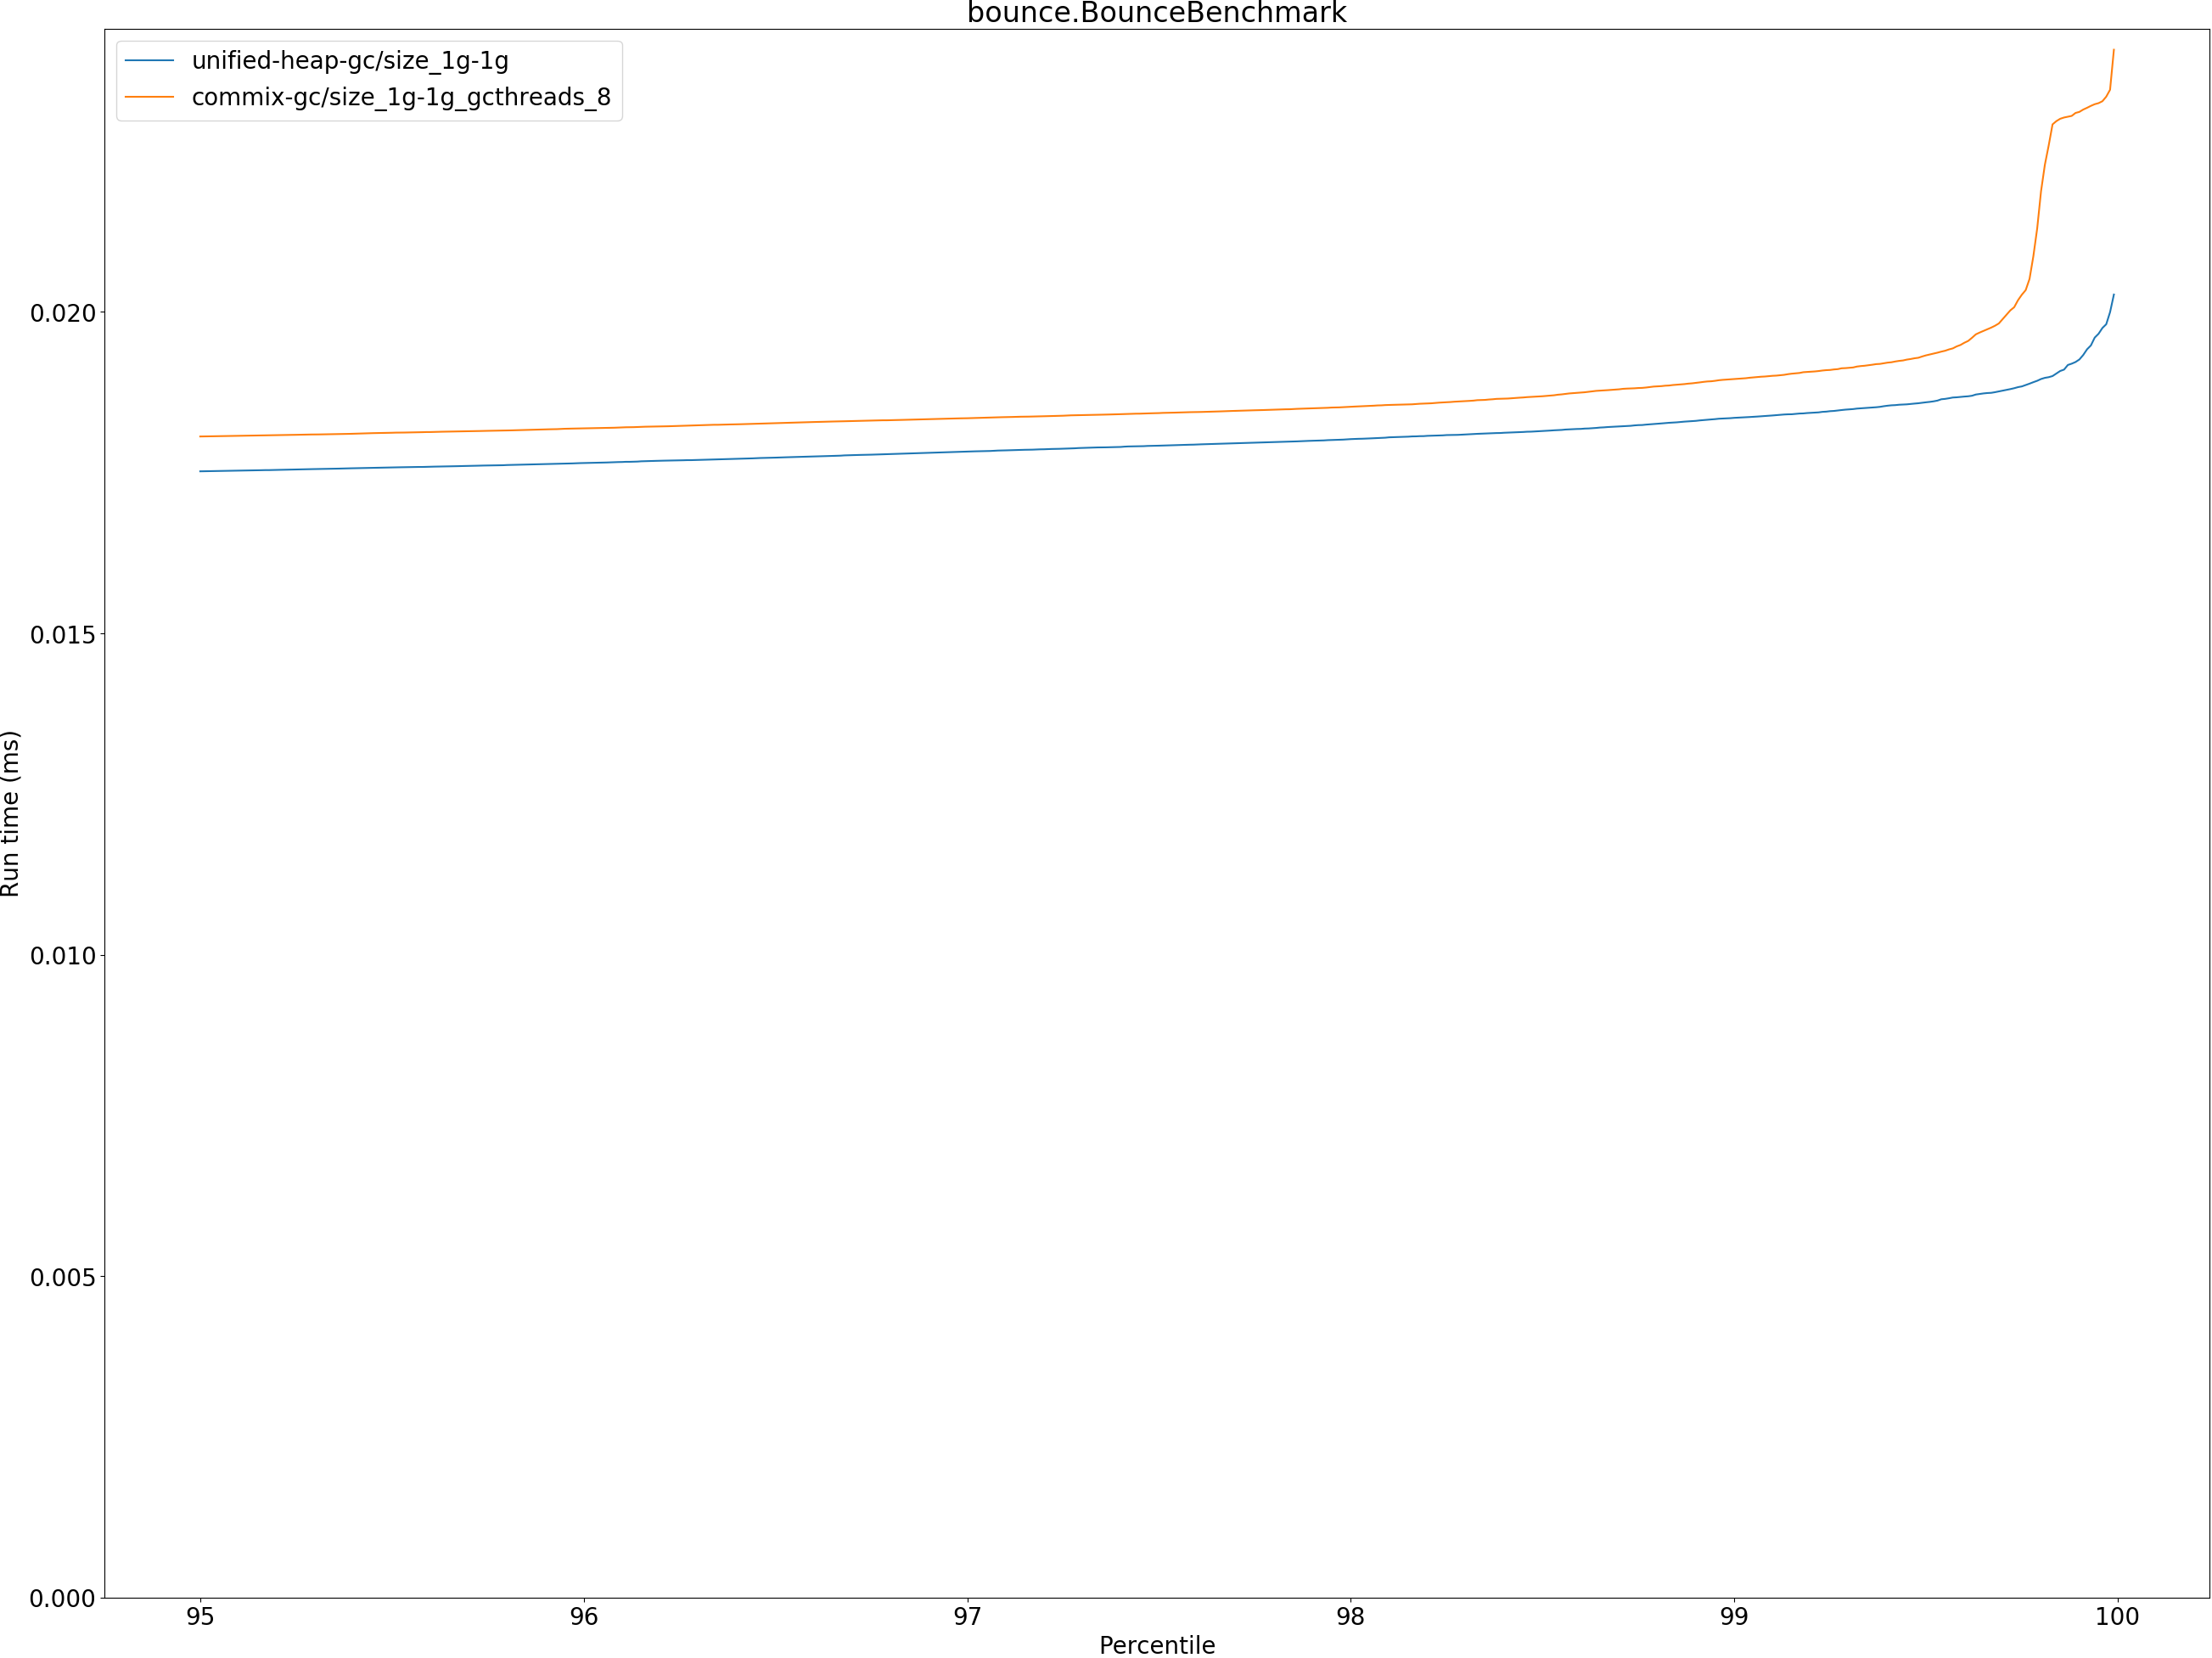 bounce.BounceBenchmark
unified-heap-gc/size_1g-1g
commix-gc/size_1g-1g_gcthreads_8
Run time (ms)
0.020
0.015
0.010
0.005
0.000
95 96 97 98 99 100
Percentile